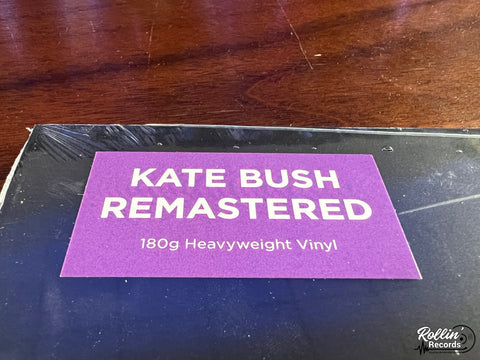 KATE BUSH
REMASTERED
180g Heavyweight Vinyl
Rollin'
Records